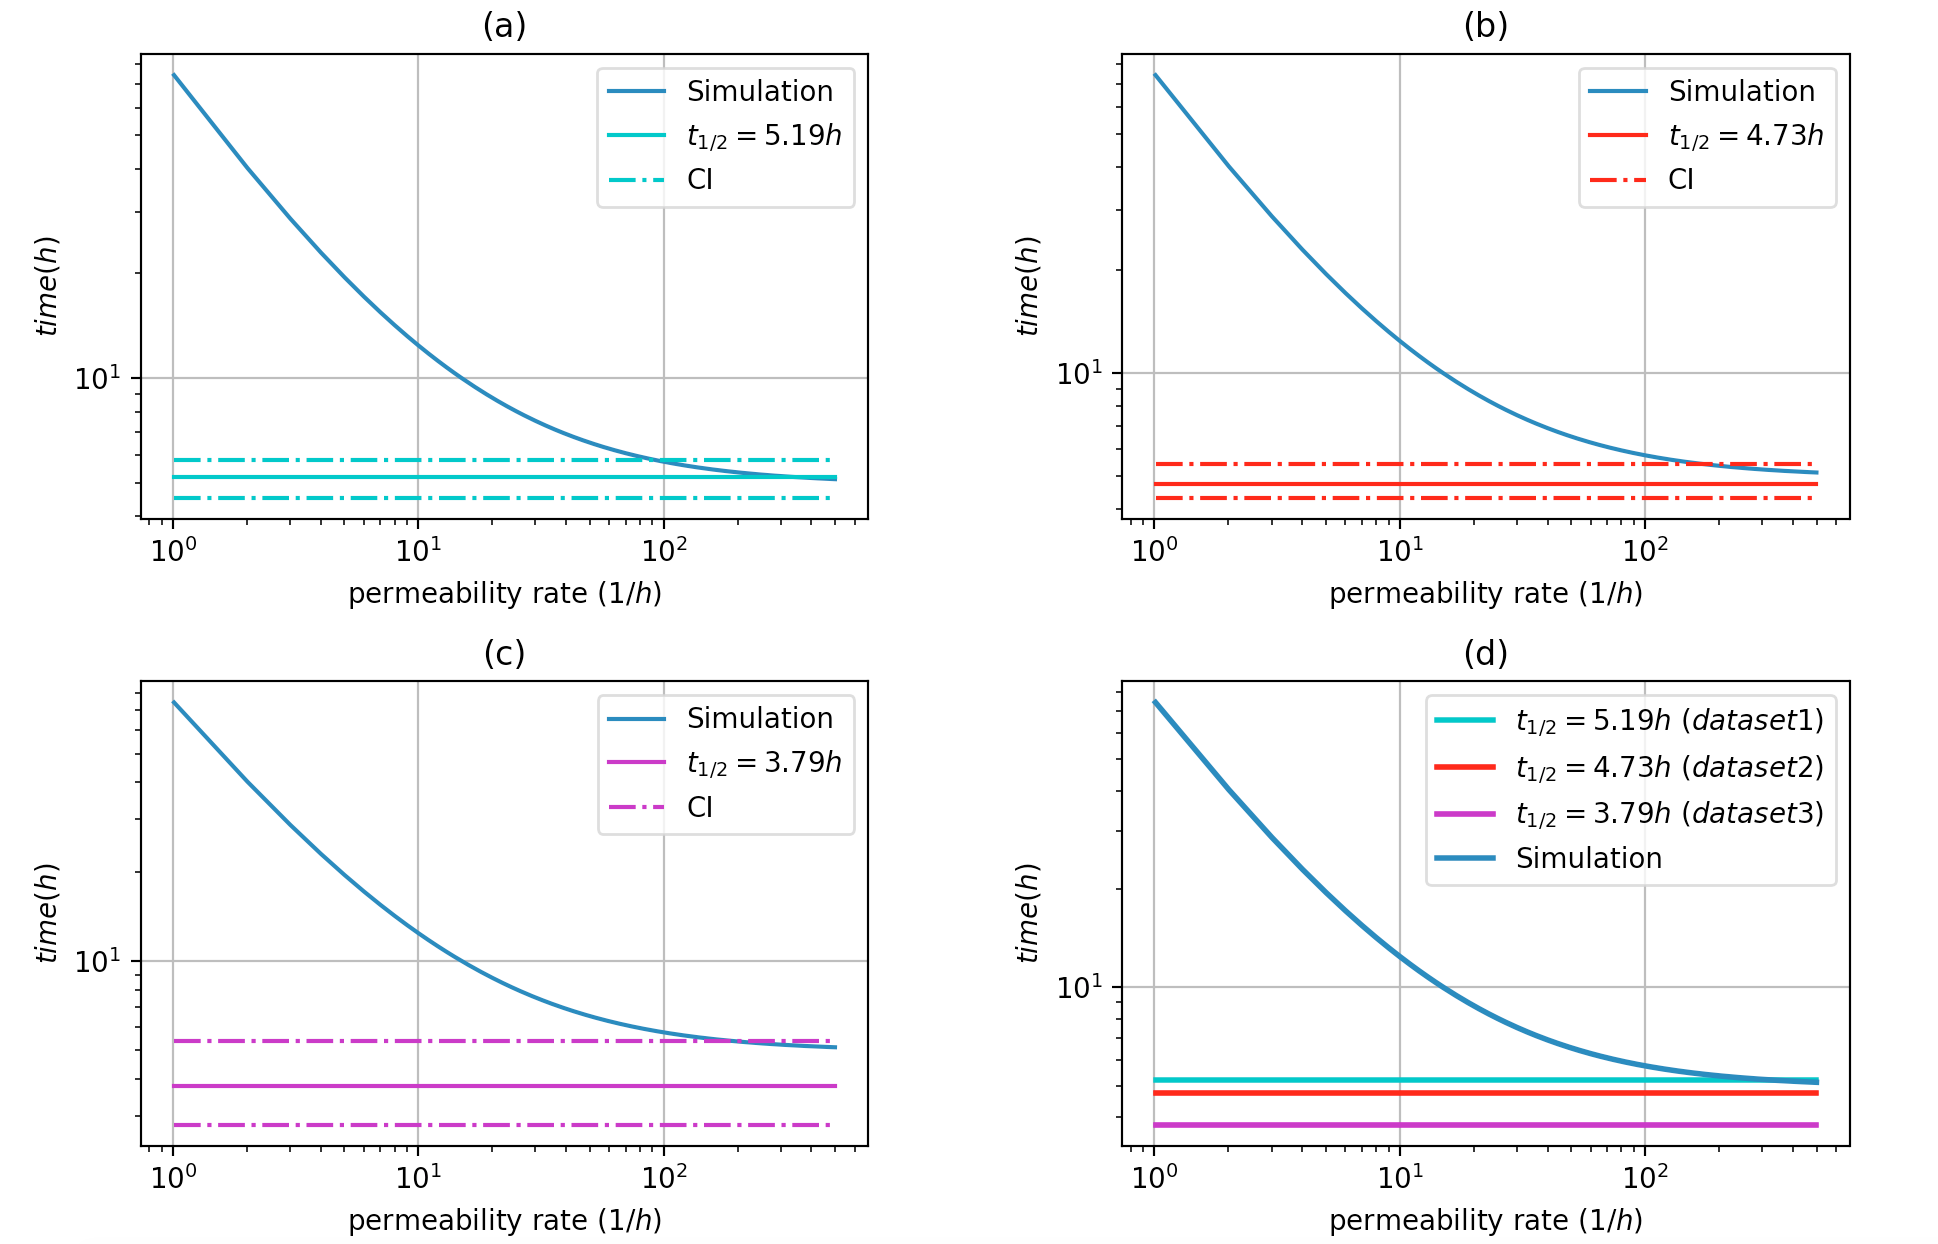 (a)
Simulation
t1/2 = 5.19h
CI
time(h)
10^1
10^0 10^1 10^2
permeability rate (1/h)
(b)
Simulation
t1/2 = 4.73h
CI
time(h)
10^1
10^0 10^1 10^2
permeability rate (1/h)
(c)
Simulation
t1/2 = 3.79h
CI
time(h)
10^1
10^0 10^1 10^2
permeability rate (1/h)
(d)
t1/2 = 5.19h (dataset1)
t1/2 = 4.73h (dataset2)
t1/2 = 3.79h (dataset3)
Simulation
time(h)
10^1
10^0 10^1 10^2
permeability rate (1/h)